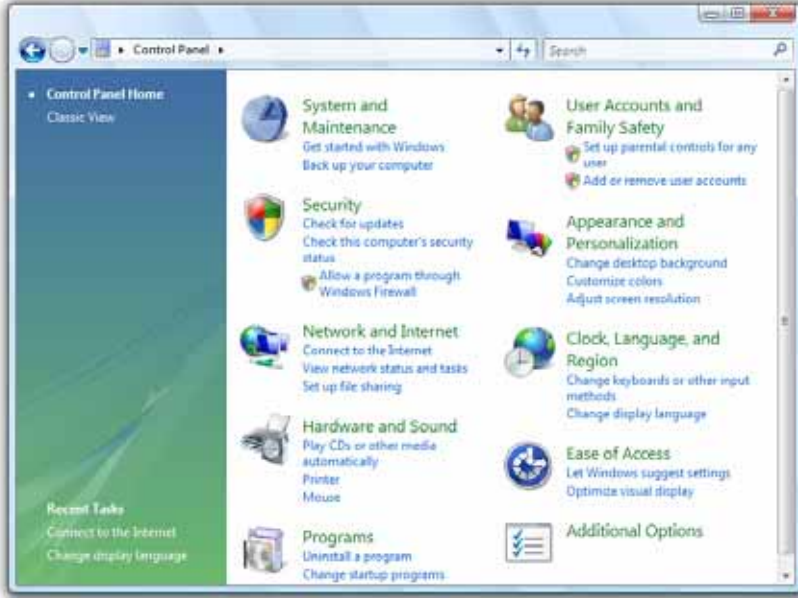 Control Panel
Search
Control Panel Home
Classic View
System and
Maintenance
Get started with Windows
Back up your computer
Security
Check for updates
Check this computer's security
status
Allow a program through
Windows Firewall
Network and Internet
Connect to the Internet
View network status and tasks
Set up file sharing
Hardware and Sound
Play CDs or other media
automatically
Printer
Mouse
Programs
Uninstall a program
Change startup programs
User Accounts and
Family Safety
Set up parental controls for any
user
Add or remove user accounts
Appearance and
Personalization
Change desktop background
Customize colors
Adjust screen resolution
Clock, Language, and
Region
Change keyboards or other input
methods
Change display language
Ease of Access
Let Windows suggest settings
Optimize visual display
Additional Options
Recent Tasks
Connect to the Internet
Change display language